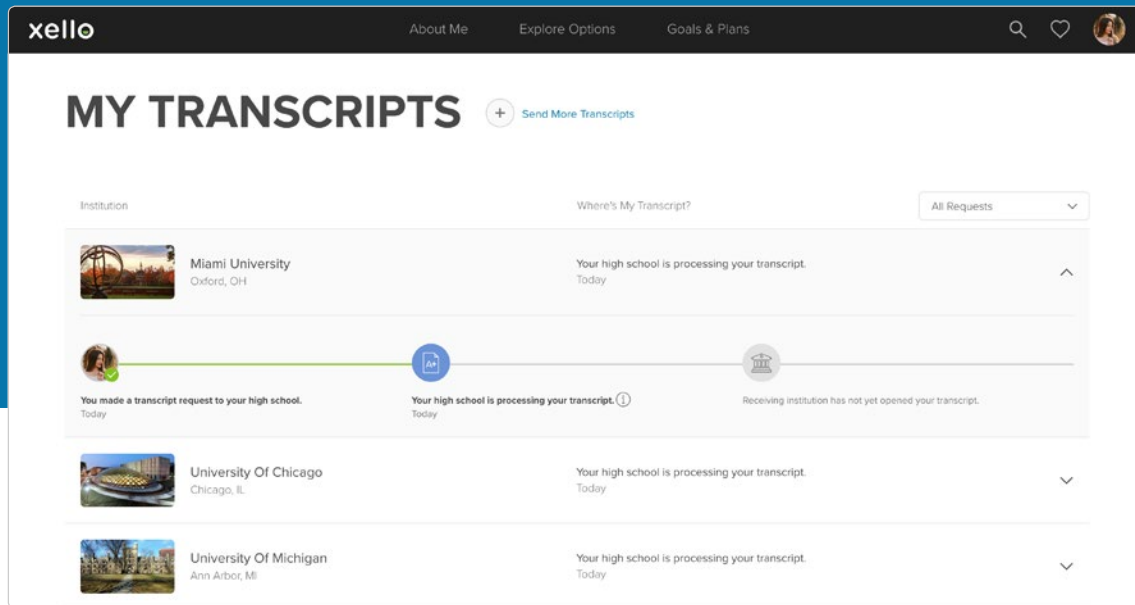 xello
About Me
Explore Options
Goals & Plans
MY TRANSCRIPTS
+ Send More Transcripts
Institution
Where's My Transcript?
All Requests
Miami University
Oxford, OH
Your high school is processing your transcript.
Today
A+
You made a transcript request to your high school.
Today
Your high school is processing your transcript. i
Today
Receiving institution has not yet opened your transcript.
University Of Chicago
Chicago, IL
Your high school is processing your transcript.
Today
University Of Michigan
Ann Arbor, MI
Your high school is processing your transcript.
Today